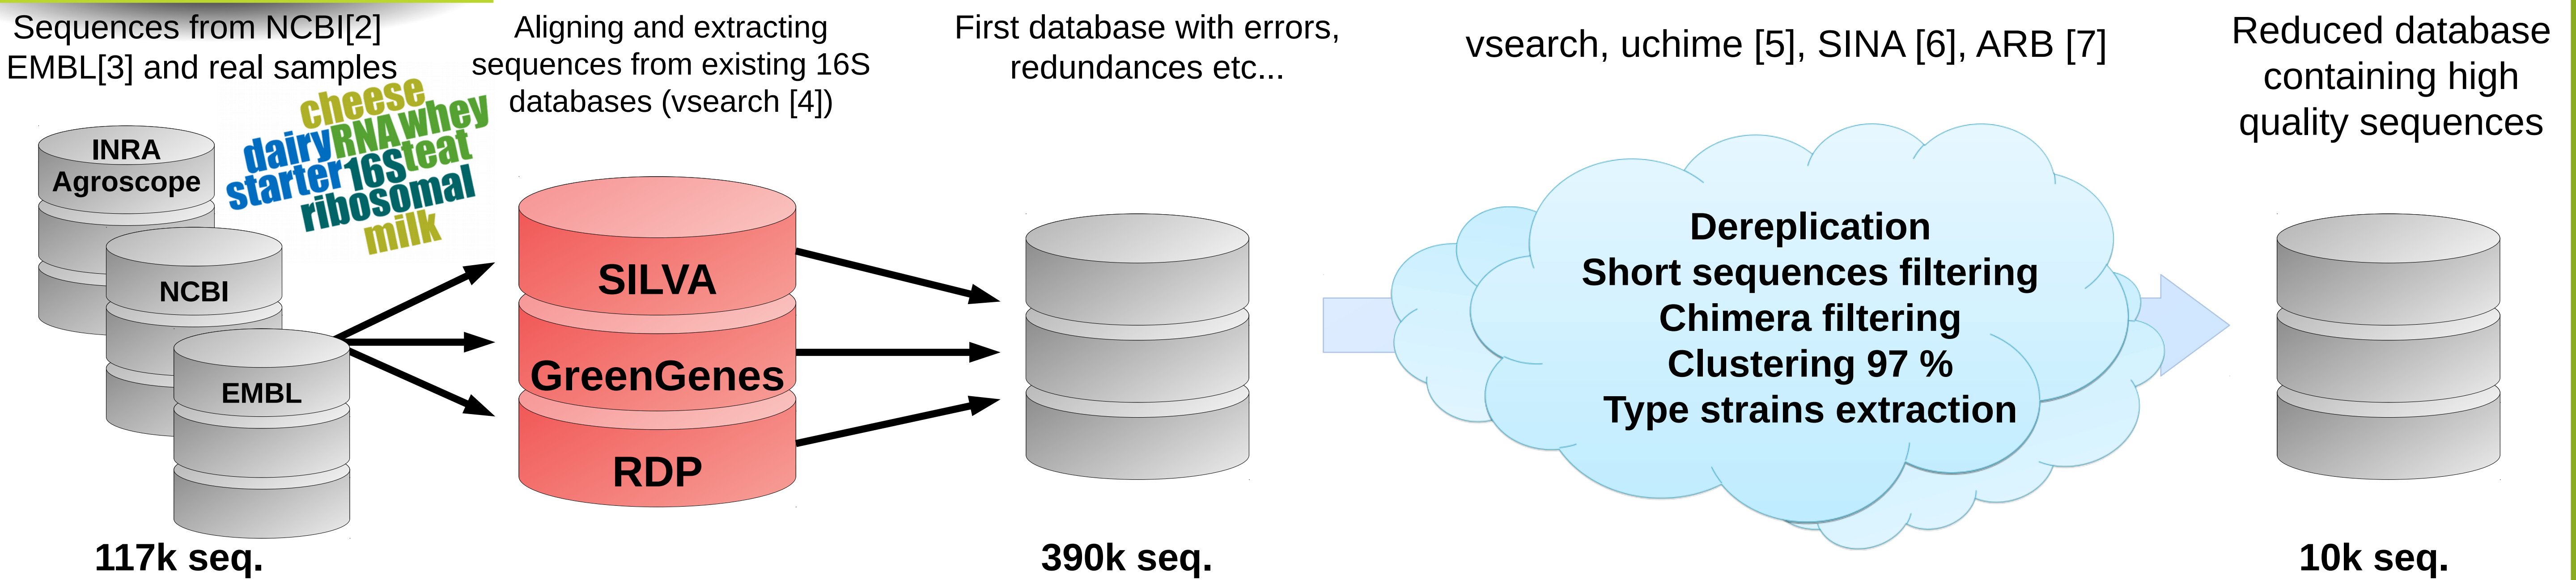 Sequences from NCBI[2]
EMBL[3] and real samples
INRA
Agroscope
NCBI
EMBL
117k seq.
cheese
dairy RNA whey
starter 16S teat
ribosomal
milk
Aligning and extracting
sequences from existing 16S
databases (vsearch [4])
SILVA
GreenGenes
RDP
First database with errors,
redundances etc...
390k seq.
vsearch, uchime [5], SINA [6], ARB [7]
Dereplication
Short sequences filtering
Chimera filtering
Clustering 97 %
Type strains extraction
Reduced database
containing high
quality sequences
10k seq.